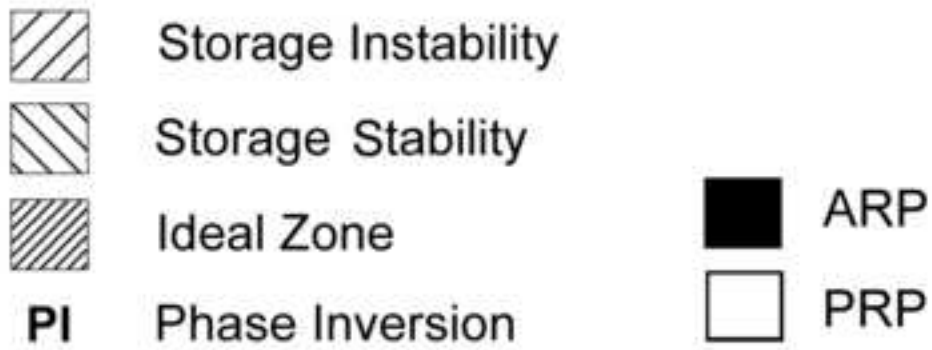 Storage Instability
Storage Stability
Ideal Zone
PI Phase Inversion
ARP
PRP